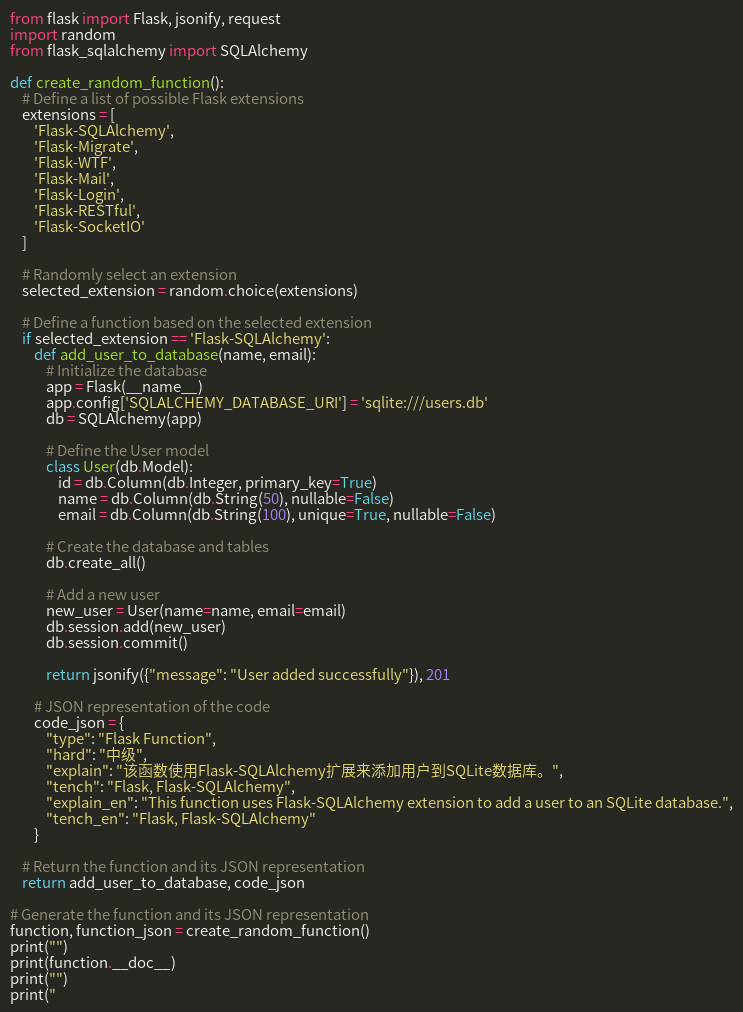 from flask import Flask, jsonify, request
import random
from flask_sqlalchemy import SQLAlchemy

def create_random_function():
    # Define a list of possible Flask extensions
    extensions = [
        'Flask-SQLAlchemy',
        'Flask-Migrate',
        'Flask-WTF',
        'Flask-Mail',
        'Flask-Login',
        'Flask-RESTful',
        'Flask-SocketIO'
    ]

    # Randomly select an extension
    selected_extension = random.choice(extensions)

    # Define a function based on the selected extension
    if selected_extension == 'Flask-SQLAlchemy':
        def add_user_to_database(name, email):
            # Initialize the database
            app = Flask(__name__)
            app.config['SQLALCHEMY_DATABASE_URI'] = 'sqlite:///users.db'
            db = SQLAlchemy(app)

            # Define the User model
            class User(db.Model):
                id = db.Column(db.Integer, primary_key=True)
                name = db.Column(db.String(50), nullable=False)
                email = db.Column(db.String(100), unique=True, nullable=False)

            # Create the database and tables
            db.create_all()

            # Add a new user
            new_user = User(name=name, email=email)
            db.session.add(new_user)
            db.session.commit()

            return jsonify({"message": "User added successfully"}), 201

        # JSON representation of the code
        code_json = {
            "type": "Flask Function",
            "hard": "中级",
            "explain": "该函数使用Flask-SQLAlchemy扩展来添加用户到SQLite数据库。",
            "tench": "Flask, Flask-SQLAlchemy",
            "explain_en": "This function uses Flask-SQLAlchemy extension to add a user to an SQLite database.",
            "tench_en": "Flask, Flask-SQLAlchemy"
        }

    # Return the function and its JSON representation
    return add_user_to_database, code_json

# Generate the function and its JSON representation
function, function_json = create_random_function()
print("")
print(function.__doc__)
print("")
print("